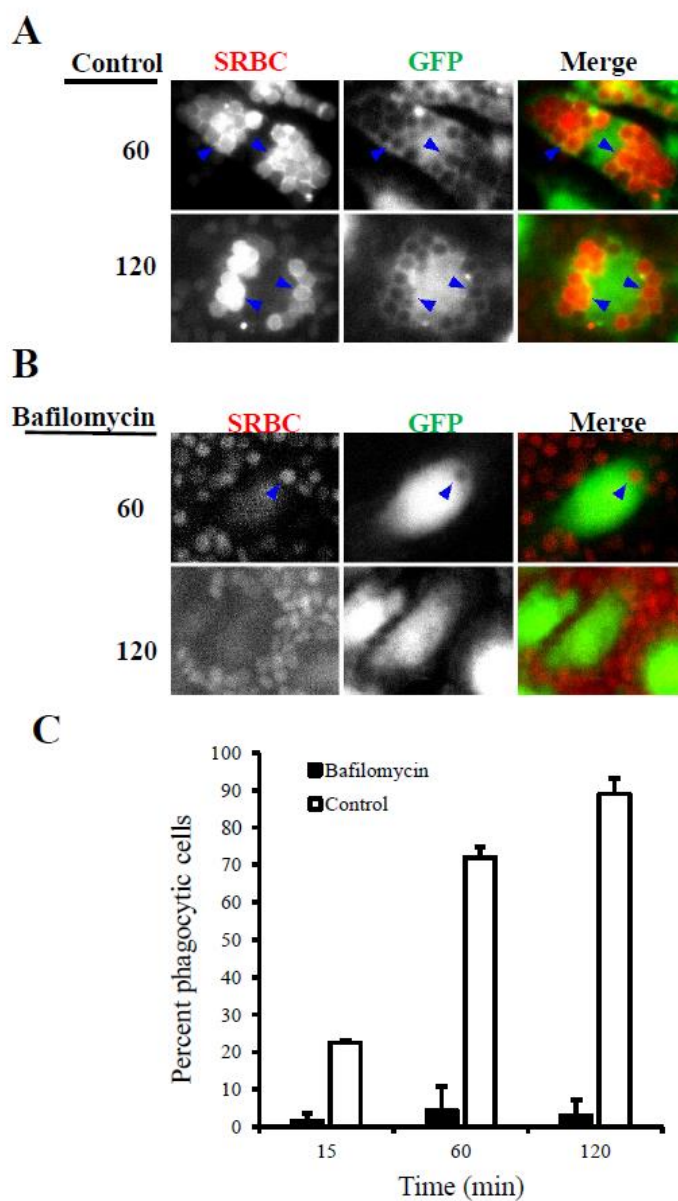 A
Control SRBC GFP Merge
60
120
B
Bafilomycin SRBC GFP Merge
60
120
C
100
90
80
70
60
50
40
30
20
10
0
Percent phagocytic cells
Bafilomycin
Control
15 60 120
Time (min)